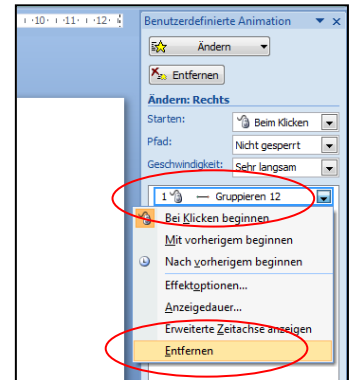 · 10 · ı · 11 · ı · 12 ·
Benutzerdefinierte Animation
Ändern
Entfernen
Ändern: Rechts
Starten: Beim Klicken
Pfad: Nicht gesperrt
Geschwindigkeit: Sehr langsam
1 Gruppieren 12
Bei Klicken beginnen
Mit vorherigem beginnen
Nach vorherigem beginnen
Effektoptionen...
Anzeigedauer...
Erweiterte Zeitachse anzeigen
Entfernen